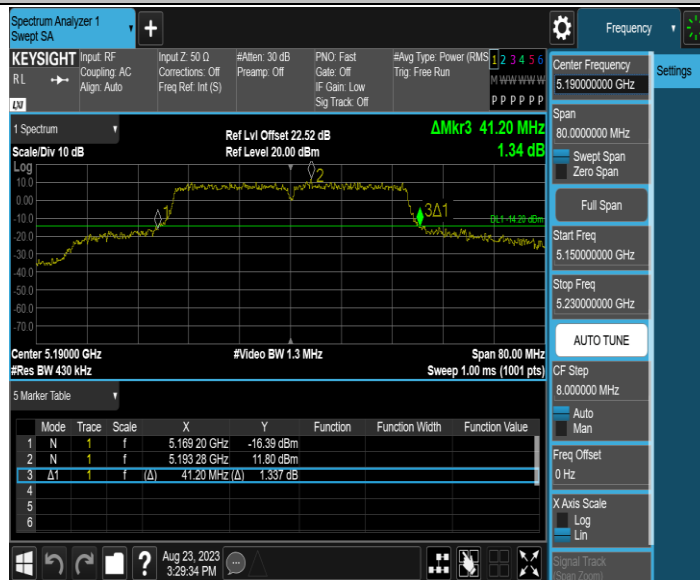 Spectrum Analyzer 1
Swept SA
+
Frequency
Settings
KEYSIGHT
RL
LXI
Input: RF
Coupling: AC
Align: Auto
Input Z: 50 Ω
Corrections: Off
Freq Ref: Int (S)
#Atten: 30 dB
Preamp: Off
PNO: Fast
Gate: Off
IF Gain: Low
Sig Track: Off
#Avg Type: Power (RMS
Trig: Free Run
1 2 3 4 5 6
M W W W W W
P P P P P P
1 Spectrum
Scale/Div 10 dB
Ref Lvl Offset 22.52 dB
Ref Level 20.00 dBm
ΔMkr3 41.20 MHz
1.34 dB
Log
10.0
0.00
-10.0
-20.0
-30.0
-40.0
-50.0
-60.0
-70.0
1
2
3Δ1
DL1 -14.20 dBm
Center 5.19000 GHz
#Video BW 1.3 MHz
Span 80.00 MHz
#Res BW 430 kHz
Sweep 1.00 ms (1001 pts)
5 Marker Table
Mode Trace Scale X Y Function Function Width Function Value
1 N 1 f 5.169 20 GHz -16.39 dBm
2 N 1 f 5.193 28 GHz 11.80 dBm
3 Δ1 1 f (Δ) 41.20 MHz (Δ) 1.337 dB
4
5
6
Aug 23, 2023
3:29:34 PM
Center Frequency
5.190000000 GHz
Span
80.0000000 MHz
Swept Span
Zero Span
Full Span
Start Freq
5.150000000 GHz
Stop Freq
5.230000000 GHz
AUTO TUNE
CF Step
8.000000 MHz
Auto
Man
Freq Offset
0 Hz
X Axis Scale
Log
Lin
Signal Track
(Span Zoom)